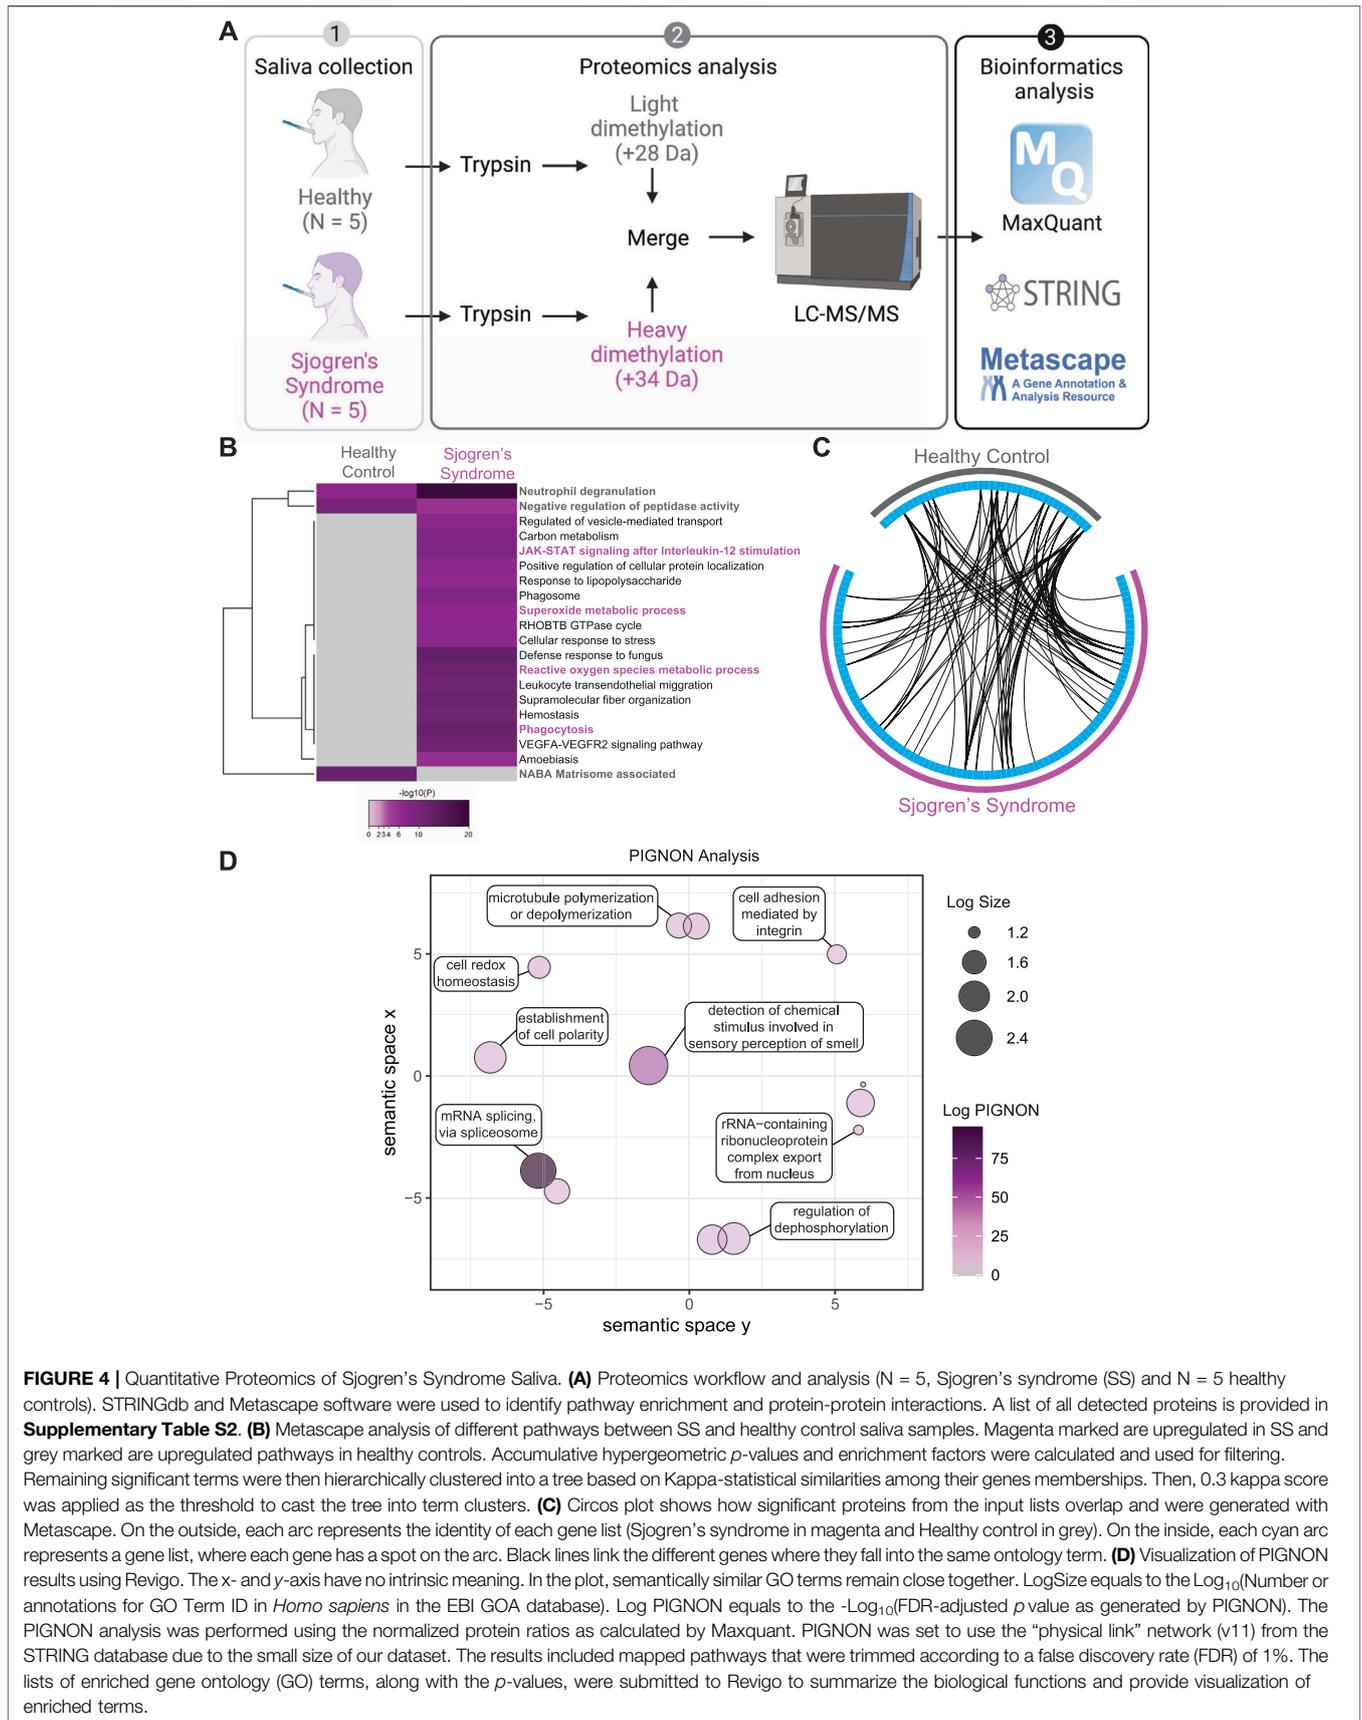 A
1
Saliva collection
Healthy
(N = 5)
Sjogren's
Syndrome
(N = 5)
2
Proteomics analysis
Trypsin
Light
dimethylation
(+28 Da)
Merge
Trypsin
Heavy
dimethylation
(+34 Da)
LC-MS/MS
3
Bioinformatics
analysis
MQ
MaxQuant
STRING
Metascape
A Gene Annotation &
Analysis Resource
B
Healthy
Control
Sjogren's
Syndrome
Neutrophil degranulation
Negative regulation of peptidase activity
Regulated of vesicle-mediated transport
Carbon metabolism
JAK-STAT signaling after Interleukin-12 stimulation
Positive regulation of cellular protein localization
Response to lipopolysaccharide
Phagosome
Superoxide metabolic process
RHOBTB GTPase cycle
Cellular response to stress
Defense response to fungus
Reactive oxygen species metabolic process
Leukocyte transendothelial miggration
Supramolecular fiber organization
Hemostasis
Phagocytosis
VEGFA-VEGFR2 signaling pathway
Amoebiasis
NABA Matrisome associated
-log10(P)
0 2 3 4 6 10 20
C
Healthy Control
Sjogren's Syndrome
D
PIGNON Analysis
microtubule polymerization
or depolymerization
cell adhesion
mediated by
integrin
cell redox
homeostasis
establishment
of cell polarity
detection of chemical
stimulus involved in
sensory perception of smell
mRNA splicing,
via spliceosome
rRNA−containing
ribonucleoprotein
complex export
from nucleus
regulation of
dephosphorylation
semantic space x
5
0
−5
−5 0 5
semantic space y
Log Size
1.2
1.6
2.0
2.4
Log PIGNON
75
50
25
0
FIGURE 4 | Quantitative Proteomics of Sjogren's Syndrome Saliva. (A) Proteomics workflow and analysis (N = 5, Sjogren's syndrome (SS) and N = 5 healthy
controls). STRINGdb and Metascape software were used to identify pathway enrichment and protein-protein interactions. A list of all detected proteins is provided in
Supplementary Table S2. (B) Metascape analysis of different pathways between SS and healthy control saliva samples. Magenta marked are upregulated in SS and
grey marked are upregulated pathways in healthy controls. Accumulative hypergeometric p-values and enrichment factors were calculated and used for filtering.
Remaining significant terms were then hierarchically clustered into a tree based on Kappa-statistical similarities among their genes memberships. Then, 0.3 kappa score
was applied as the threshold to cast the tree into term clusters. (C) Circos plot shows how significant proteins from the input lists overlap and were generated with
Metascape. On the outside, each arc represents the identity of each gene list (Sjogren's syndrome in magenta and Healthy control in grey). On the inside, each cyan arc
represents a gene list, where each gene has a spot on the arc. Black lines link the different genes where they fall into the same ontology term. (D) Visualization of PIGNON
results using Revigo. The x- and y-axis have no intrinsic meaning. In the plot, semantically similar GO terms remain close together. LogSize equals to the Log10(Number or
annotations for GO Term ID in Homo sapiens in the EBI GOA database). Log PIGNON equals to the -Log10(FDR-adjusted p value as generated by PIGNON). The
PIGNON analysis was performed using the normalized protein ratios as calculated by Maxquant. PIGNON was set to use the “physical link” network (v11) from the
STRING database due to the small size of our dataset. The results included mapped pathways that were trimmed according to a false discovery rate (FDR) of 1%. The
lists of enriched gene ontology (GO) terms, along with the p-values, were submitted to Revigo to summarize the biological functions and provide visualization of
enriched terms.